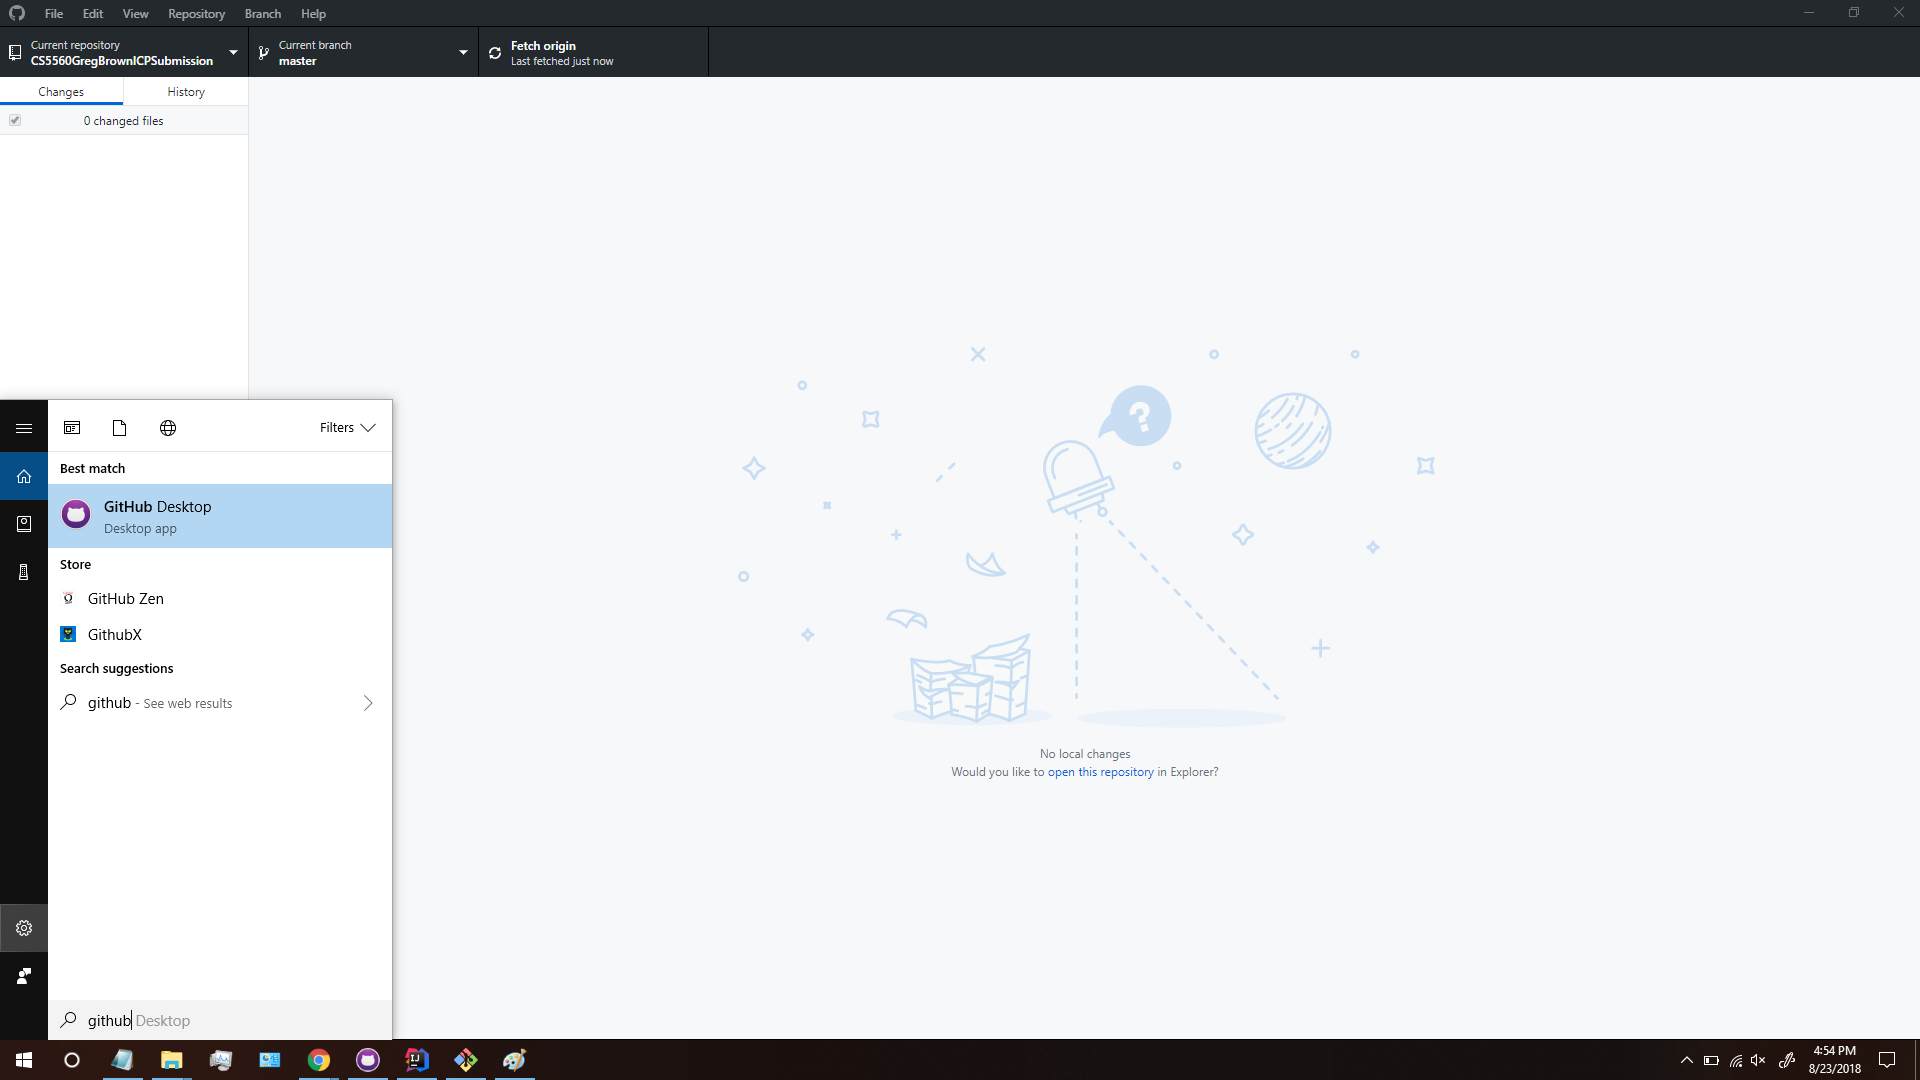 File Edit View Repository Branch Help
Current repository
CS5560GregBrownICPSubmission
Current branch
master
Fetch origin
Last fetched just now
Changes History
0 changed files
Filters
Best match
GitHub Desktop
Desktop app
Store
GitHub Zen
GithubX
Search suggestions
github - See web results
github Desktop
?
No local changes
Would you like to open this repository in Explorer?
4:54 PM
8/23/2018